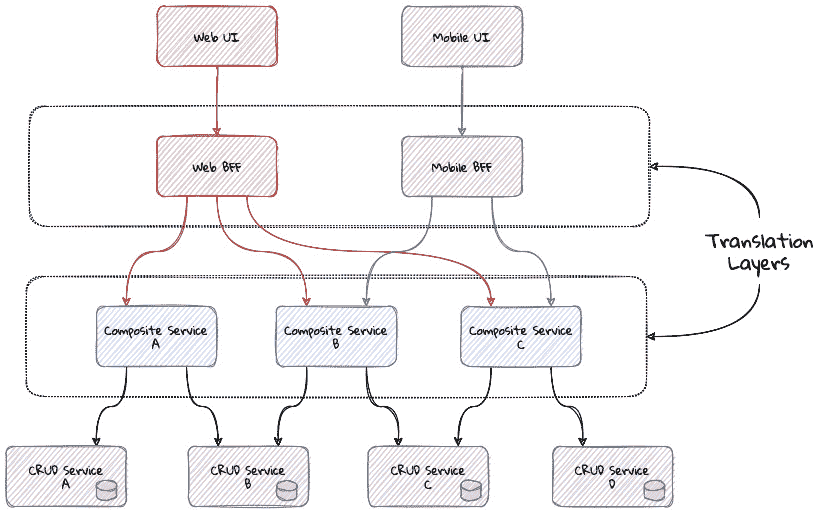 Web UI
Mobile UI
Web BFF
Mobile BFF
Translation
Layers
Composite Service
A
Composite Service
B
Composite Service
C
CRUD Service
A
CRUD Service
B
CRUD Service
C
CRUD Service
D